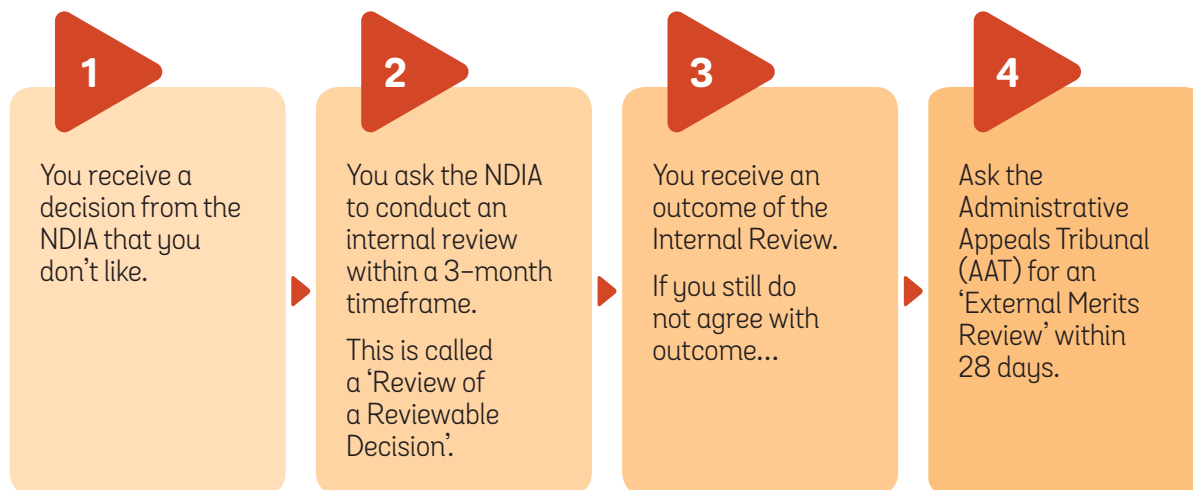 1
You receive a
decision from the
NDIA that you
don’t like.
2
You ask the NDIA
to conduct an
internal review
within a 3-month
timeframe.
This is called
a ‘Review of
a Reviewable
Decision’.
3
You receive an
outcome of the
Internal Review.
If you still do
not agree with
outcome...
4
Ask the
Administrative
Appeals Tribunal
(AAT) for an
‘External Merits
Review’ within
28 days.